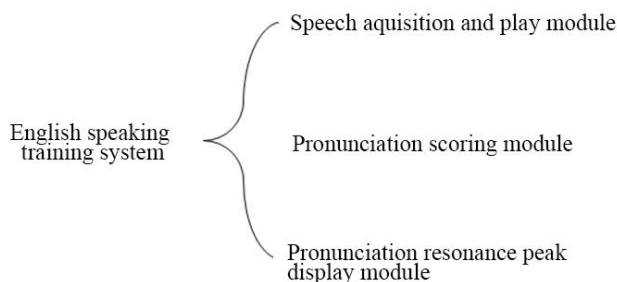 Speech aquisition and play module
English speaking
training system
Pronunciation scoring module
Pronunciation resonance peak
display module